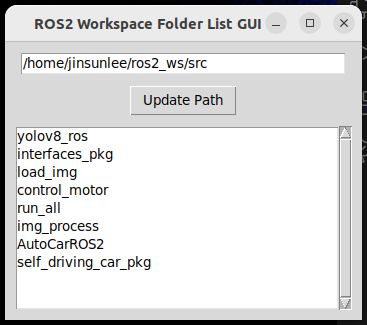 ROS2 Workspace Folder List GUI
/home/jinsunlee/ros2_ws/src
Update Path
yolov8_ros
interfaces_pkg
load_img
control_motor
run_all
img_process
AutoCarROS2
self_driving_car_pkg